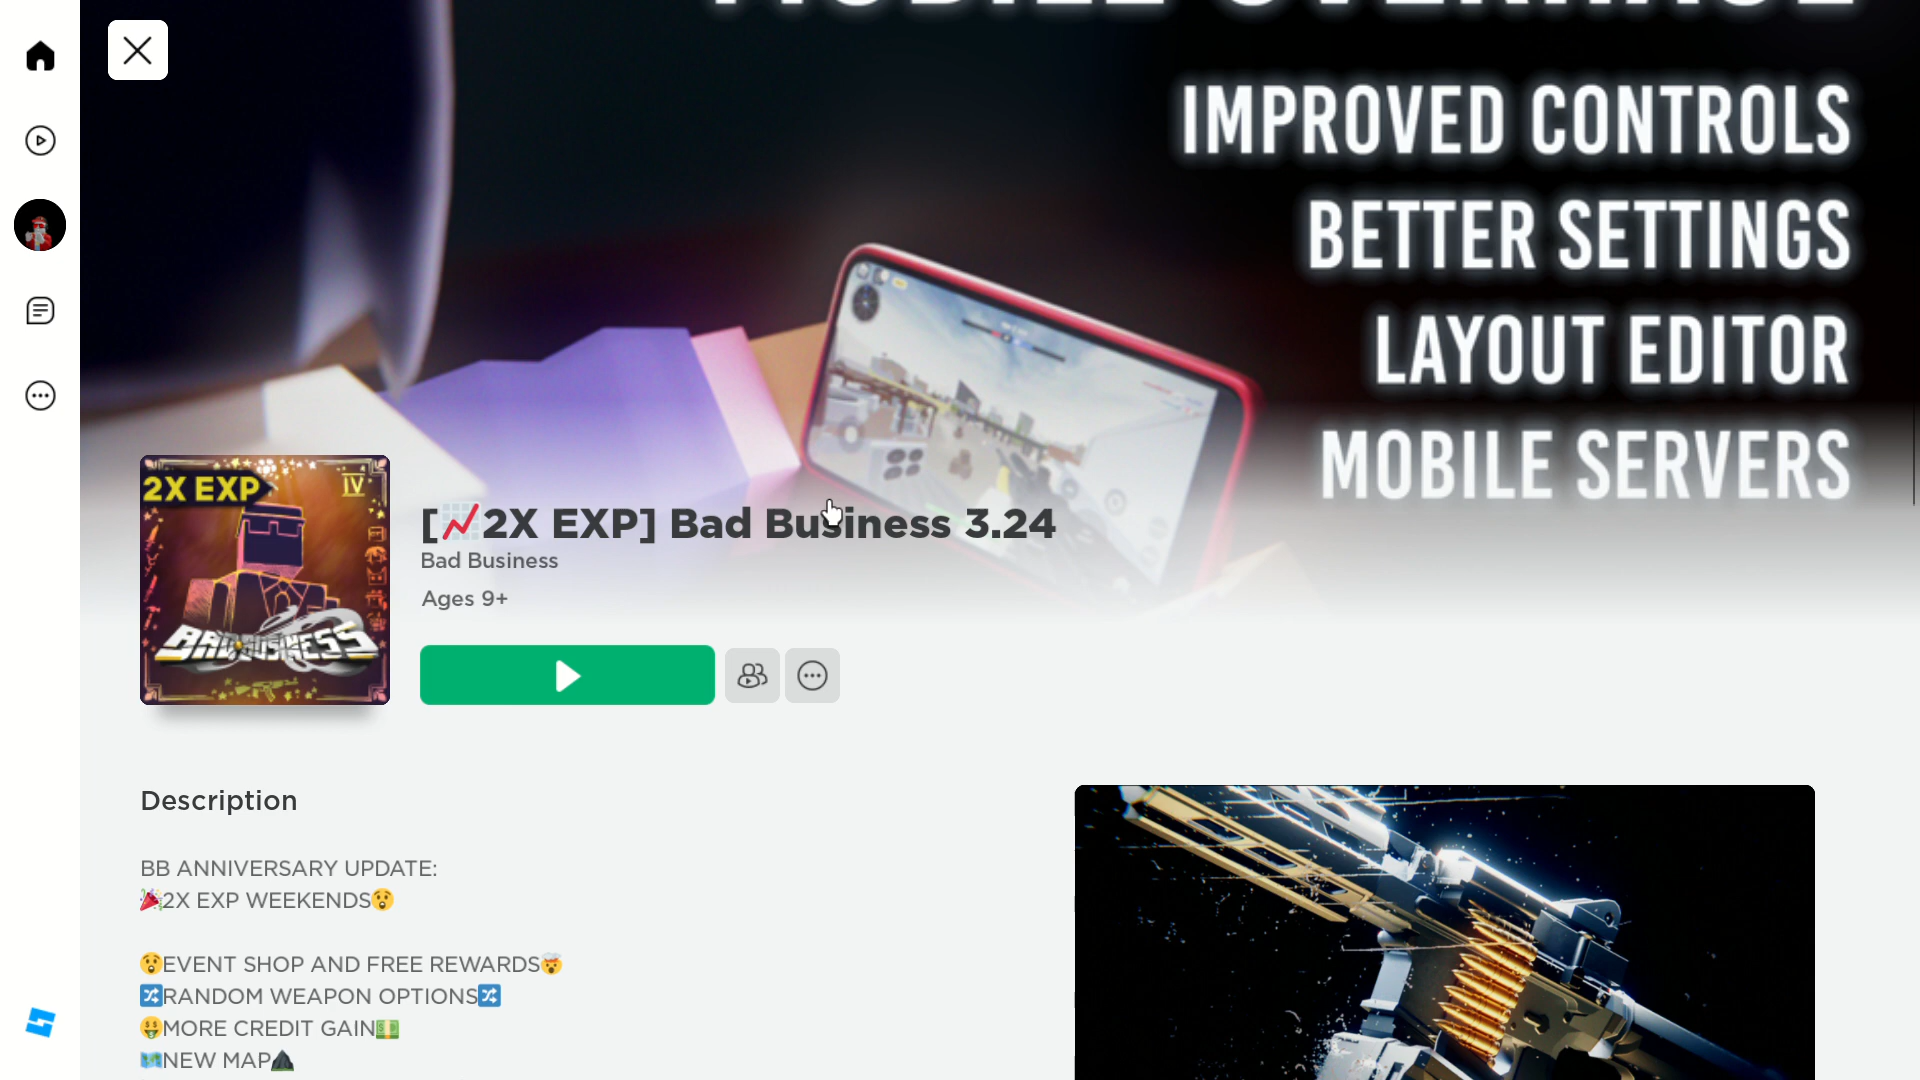 IMPROVED CONTROLS
BETTER SETTINGS
LAYOUT EDITOR
MOBILE SERVERS
2X EXP
IV
BAD BUSINESS
[📈2X EXP] Bad Business 3.24
Bad Business
Ages 9+
Description
BB ANNIVERSARY UPDATE:
🎉2X EXP WEEKENDS😲
😲EVENT SHOP AND FREE REWARDS🤯
🔀RANDOM WEAPON OPTIONS🔀
🤑MORE CREDIT GAIN💵
🗺️NEW MAP⛰️